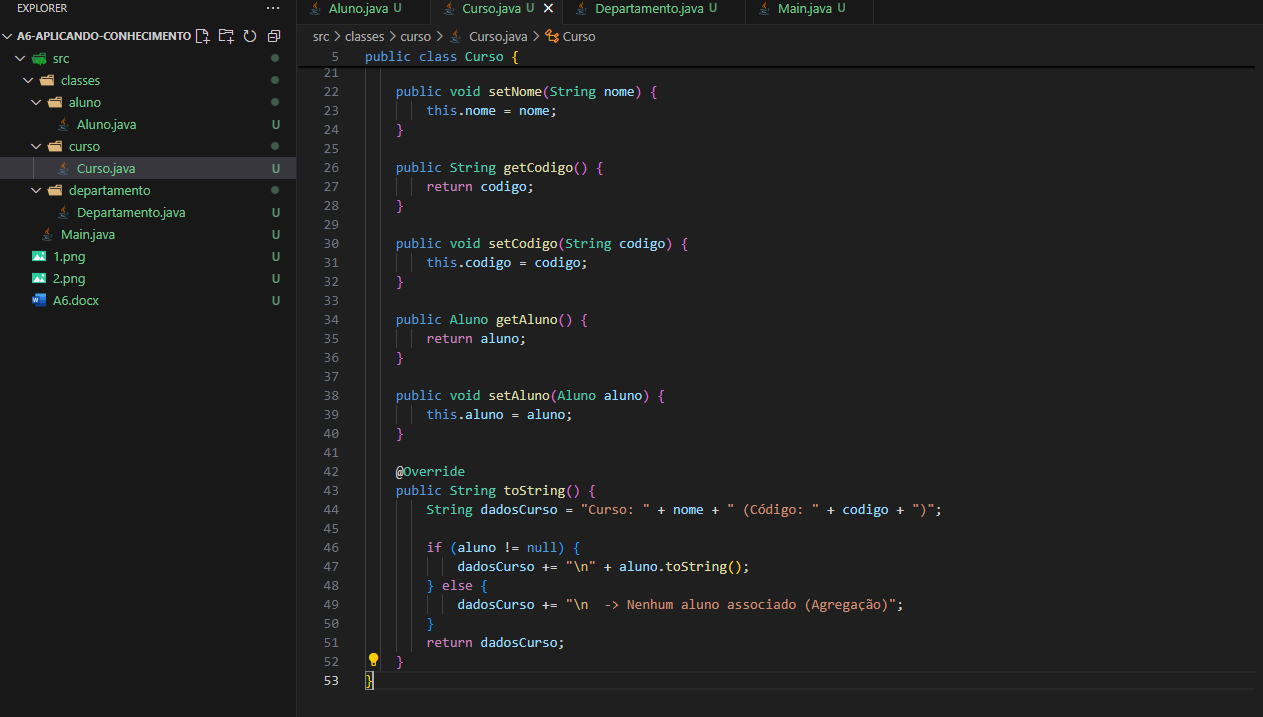 EXPLORER ...
A6-APLICANDO-CONHECIMENTO
src
classes
aluno
Aluno.java U
curso
Curso.java U
departamento
Departamento.java U
Main.java U
1.png U
2.png U
A6.docx U
Aluno.java U Curso.java U Departamento.java U Main.java U
src > classes > curso > Curso.java > Curso
5 public class Curso {
21
22 public void setNome(String nome) {
23 this.nome = nome;
24 }
25
26 public String getCodigo() {
27 return codigo;
28 }
29
30 public void setCodigo(String codigo) {
31 this.codigo = codigo;
32 }
33
34 public Aluno getAluno() {
35 return aluno;
36 }
37
38 public void setAluno(Aluno aluno) {
39 this.aluno = aluno;
40 }
41
42 @Override
43 public String toString() {
44 String dadosCurso = "Curso: " + nome + " (Código: " + codigo + ")";
45
46 if (aluno != null) {
47 dadosCurso += "\n" + aluno.toString();
48 } else {
49 dadosCurso += "\n  -> Nenhum aluno associado (Agregação)";
50 }
51 return dadosCurso;
52 }
53 }